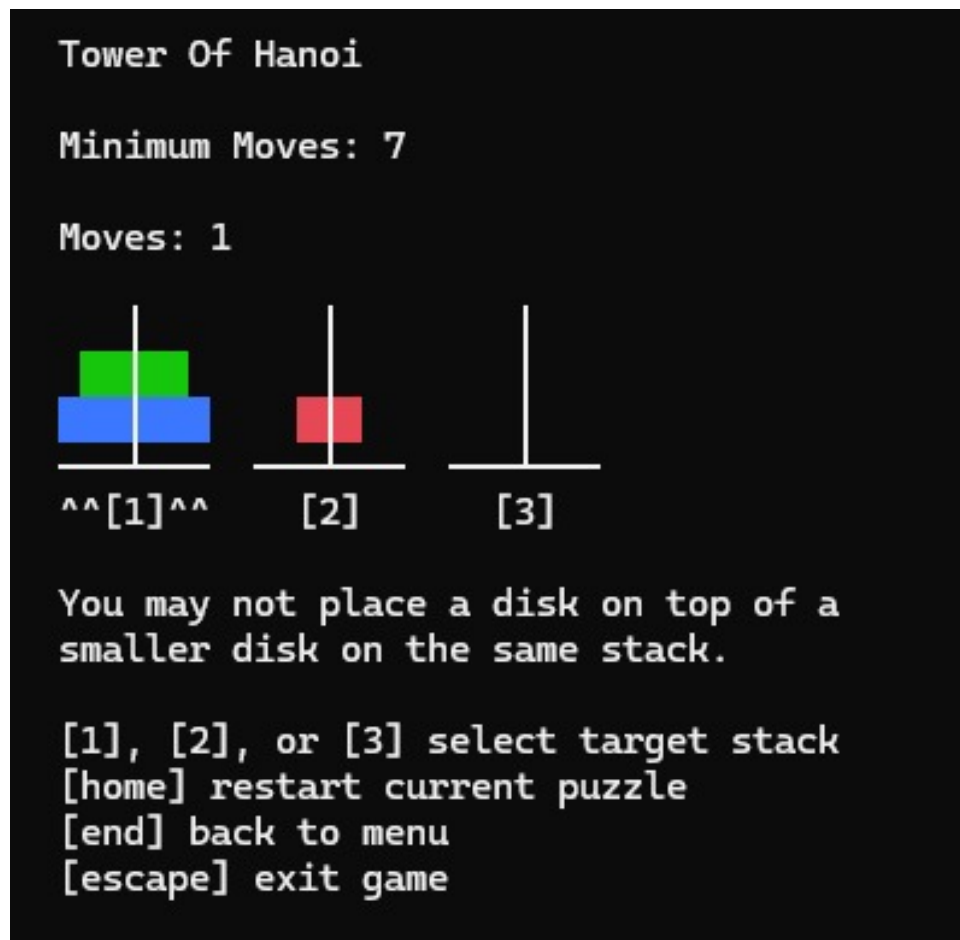 Tower Of Hanoi
Minimum Moves: 7
Moves: 1
^^[1]^^ [2] [3]
You may not place a disk on top of a
smaller disk on the same stack.
[1], [2], or [3] select target stack
[home] restart current puzzle
[end] back to menu
[escape] exit game